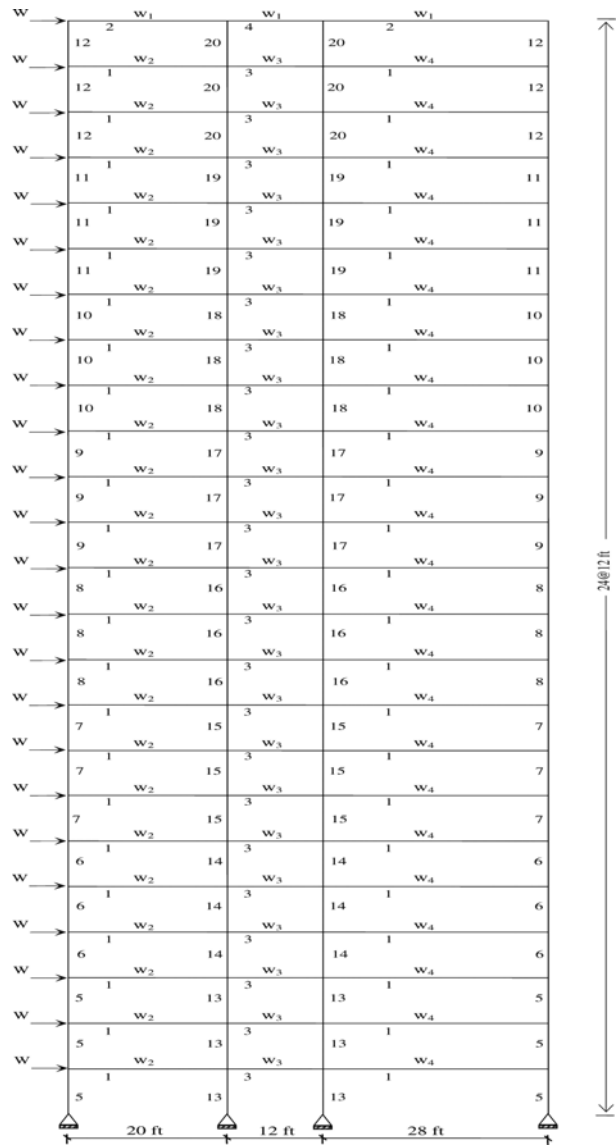 W w₁ w₁ w₁
2 4 2
12 20 20 12
W w₂ w₃ w₄
1 3 1
12 20 20 12
W w₂ w₃ w₄
1 3 1
12 20 20 12
W w₂ w₃ w₄
1 3 1
11 19 19 11
W w₂ w₃ w₄
1 3 1
11 19 19 11
W w₂ w₃ w₄
1 3 1
11 19 19 11
W w₂ w₃ w₄
1 3 1
10 18 18 10
W w₂ w₃ w₄
1 3 1
10 18 18 10
W w₂ w₃ w₄
1 3 1
10 18 18 10
W w₂ w₃ w₄
1 3 1
9 17 17 9
W w₂ w₃ w₄
1 3 1
9 17 17 9
W w₂ w₃ w₄
1 3 1
9 17 17 9
W w₂ w₃ w₄
1 3 1
8 16 16 8
W w₂ w₃ w₄
1 3 1
8 16 16 8
W w₂ w₃ w₄
1 3 1
8 16 16 8
W w₂ w₃ w₄
1 3 1
7 15 15 7
W w₂ w₃ w₄
1 3 1
7 15 15 7
W w₂ w₃ w₄
1 3 1
7 15 15 7
W w₂ w₃ w₄
1 3 1
6 14 14 6
W w₂ w₃ w₄
1 3 1
6 14 14 6
W w₂ w₃ w₄
1 3 1
6 14 14 6
W w₂ w₃ w₄
1 3 1
5 13 13 5
W w₂ w₃ w₄
1 3 1
5 13 13 5
W w₂ w₃ w₄
1 3 1
5 13 13 5
20 ft 12 ft 28 ft
24@12 ft